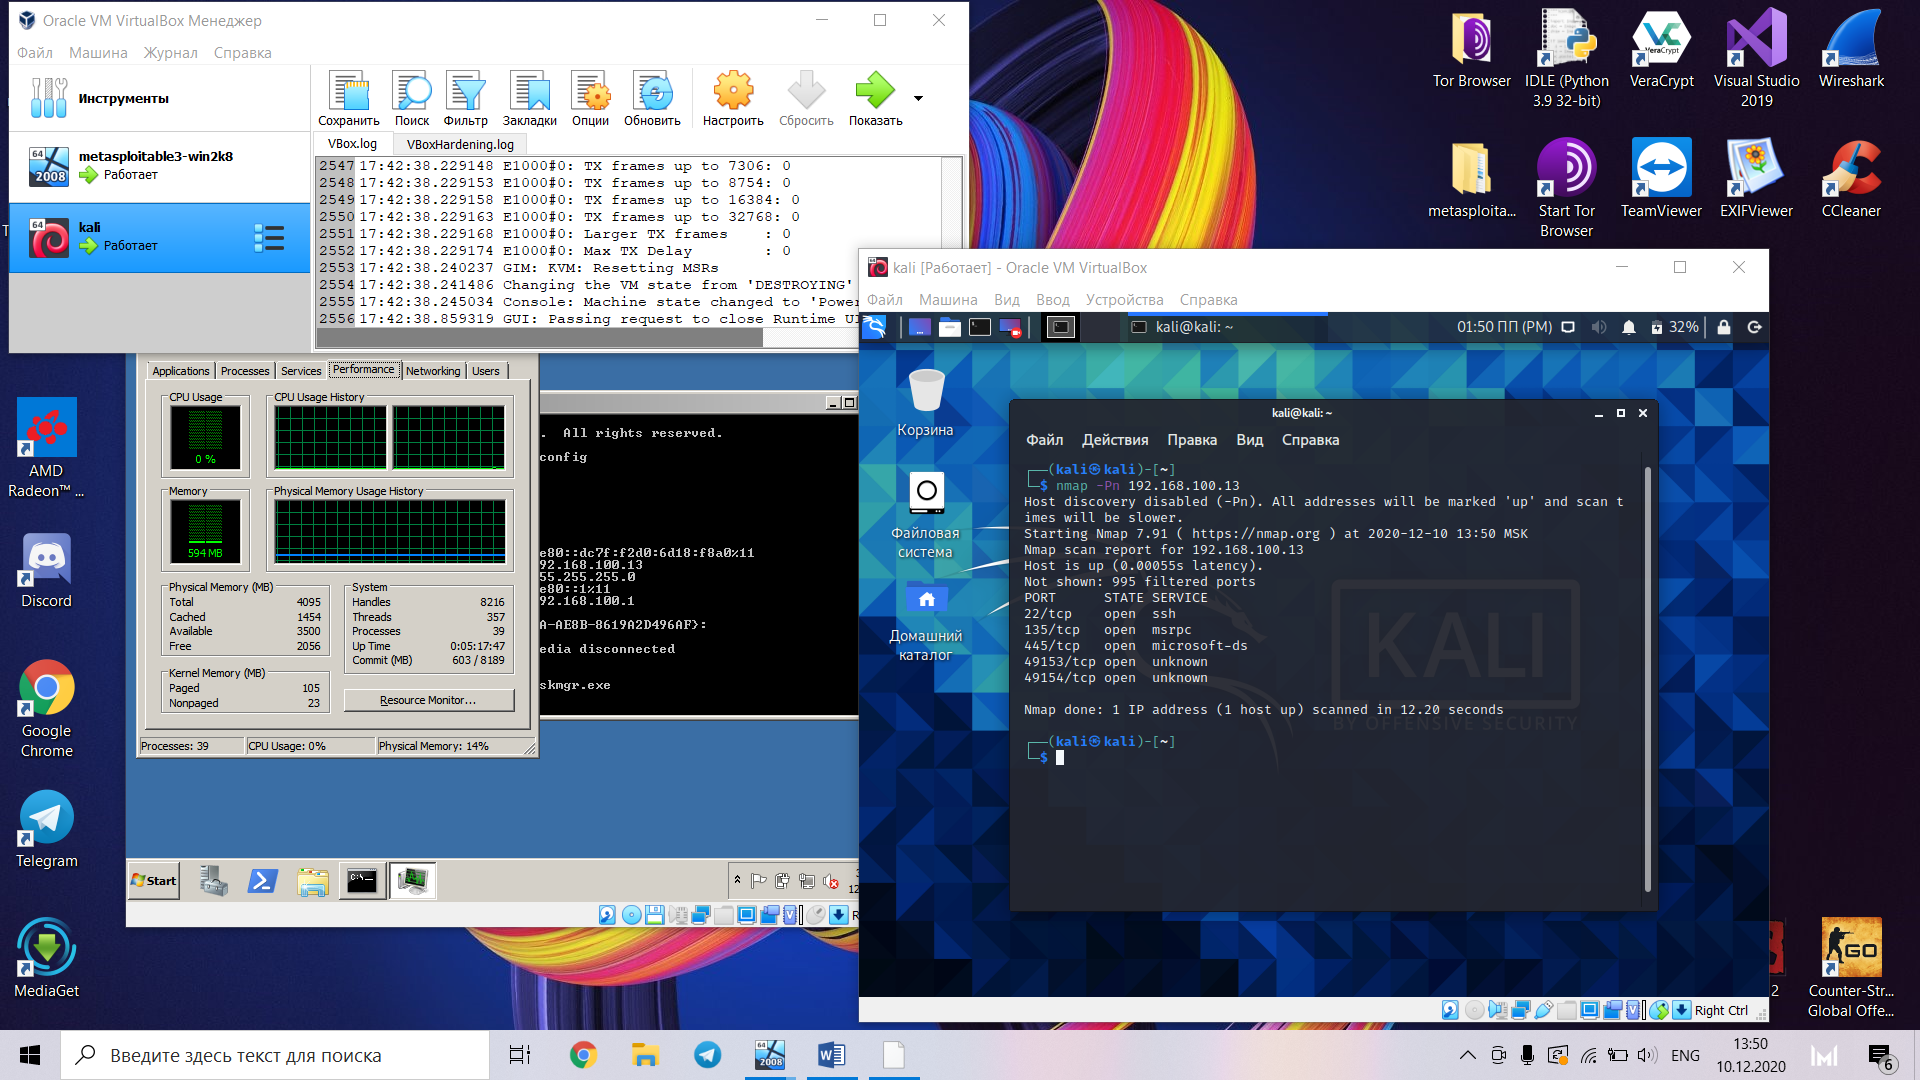 Oracle VM VirtualBox Менеджер
Файл Машина Журнал Справка
Инструменты
metasploitable3-win2k8
Работает
kali
Работает
64
2008
64
Сохранить Поиск Фильтр Закладки Опции Обновить Настроить Сбросить Показать
VBox.log VBoxHardening.log
2547 17:42:38.229148 E1000#0: TX frames up to 7306: 0
2548 17:42:38.229153 E1000#0: TX frames up to 8754: 0
2549 17:42:38.229158 E1000#0: TX frames up to 16384: 0
2550 17:42:38.229163 E1000#0: TX frames up to 32768: 0
2551 17:42:38.229168 E1000#0: Larger TX frames : 0
2552 17:42:38.229174 E1000#0: Max TX Delay : 0
2553 17:42:38.240237 GIM: KVM: Resetting MSRs
2554 17:42:38.241486 Changing the VM state from 'DESTROYING'
2555 17:42:38.245034 Console: Machine state changed to 'Power
2556 17:42:38.859319 GUI: Passing request to close Runtime UI
Applications Processes Services Performance Networking Users
CPU Usage
0 %
CPU Usage History
Memory
594 MB
Physical Memory Usage History
Physical Memory (MB)
Total 4095
Cached 1454
Available 3500
Free 2056
Kernel Memory (MB)
Paged 105
Nonpaged 23
System
Handles 8216
Threads 357
Processes 39
Up Time 0:05:17:47
Commit (MB) 603 / 8189
Resource Monitor...
Processes: 39 CPU Usage: 0% Physical Memory: 14%
. All rights reserved.
config
e80::dc7f:f2d0:6d18:f8a0%11
92.168.100.13
55.255.255.0
e80::1%11
92.168.100.1
A-AE8B-8619A2D496AF}:
edia disconnected
skmgr.exe
Start
kali [Работает] - Oracle VM VirtualBox
Файл Машина Вид Ввод Устройства Справка
kali@kali: ~
01:50 ПП (PM) 32%
Корзина
Файловая система
Домашний каталог
kali@kali: ~
Файл Действия Правка Вид Справка
(kali㉿kali)-[~]
$ nmap -Pn 192.168.100.13
Host discovery disabled (-Pn). All addresses will be marked 'up' and scan t
imes will be slower.
Starting Nmap 7.91 ( https://nmap.org ) at 2020-12-10 13:50 MSK
Nmap scan report for 192.168.100.13
Host is up (0.00055s latency).
Not shown: 995 filtered ports
PORT STATE SERVICE
22/tcp open ssh
135/tcp open msrpc
445/tcp open microsoft-ds
49153/tcp open unknown
49154/tcp open unknown
Nmap done: 1 IP address (1 host up) scanned in 12.20 seconds
(kali㉿kali)-[~]
$
KALI
BY OFFENSIVE SECURITY
Right Ctrl
Tor Browser
IDLE (Python 3.9 32-bit)
VeraCrypt
Visual Studio 2019
Wireshark
metasploita...
Start Tor Browser
TeamViewer
EXIFViewer
CCleaner
AMD Radeon™ ...
Discord
Google Chrome
Telegram
MediaGet
Counter-Str... Global Offe...
Введите здесь текст для поиска
ENG
13:50
10.12.2020
6